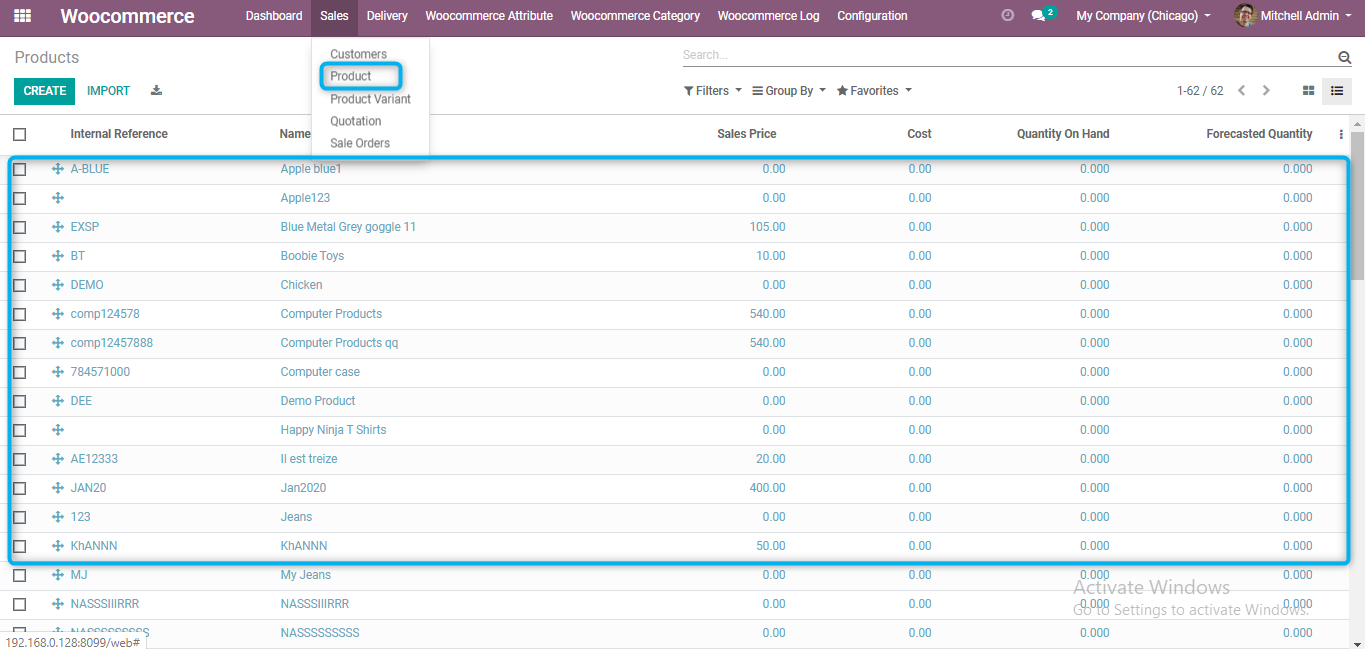 Woocommerce Dashboard Sales Delivery Woocommerce Attribute Woocommerce Category Woocommerce Log Configuration 2 My Company (Chicago) Mitchell Admin
Customers
Product
Product Variant
Quotation
Sale Orders
Products Search...
CREATE IMPORT Filters Group By Favorites 1-62 / 62
Internal Reference Name Sales Price Cost Quantity On Hand Forecasted Quantity
A-BLUE Apple blue1 0.00 0.00 0.000 0.000
Apple123 0.00 0.00 0.000 0.000
EXSP Blue Metal Grey goggle 11 105.00 0.00 0.000 0.000
BT Boobie Toys 10.00 0.00 0.000 0.000
DEMO Chicken 0.00 0.00 0.000 0.000
comp124578 Computer Products 540.00 0.00 0.000 0.000
comp12457888 Computer Products qq 540.00 0.00 0.000 0.000
784571000 Computer case 0.00 0.00 0.000 0.000
DEE Demo Product 0.00 0.00 0.000 0.000
Happy Ninja T Shirts 0.00 0.00 0.000 0.000
AE12333 Il est treize 20.00 0.00 0.000 0.000
JAN20 Jan2020 400.00 0.00 0.000 0.000
123 Jeans 0.00 0.00 0.000 0.000
KhANNN KhANNN 50.00 0.00 0.000 0.000
MJ My Jeans 0.00 0.00 0.000 0.000
Activate Windows
NASSSIIIRRR NASSSIIIRRR 0.00 0.00 0.000 0.000
Go to Settings to activate Windows.
NASSSSSSSSS NASSSSSSSSS 0.00 0.00 0.000 0.000
192.168.0.128:8099/web#